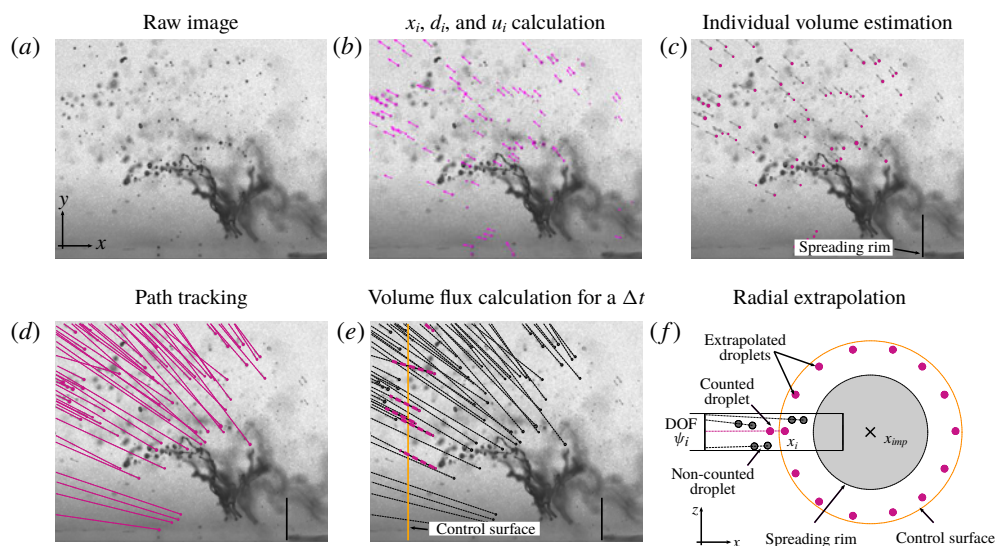 Raw image
x_i, d_i, and u_i calculation
Individual volume estimation
(a)
(b)
(c)
y
x
Spreading rim
Path tracking
Volume flux calculation for a Δt
Radial extrapolation
(d)
(e)
(f)
Extrapolated
droplets
Counted
droplet
DOF
ψ_i
x_i
x_imp
Non-counted
droplet
z
x
Control surface
Spreading rim
Control surface